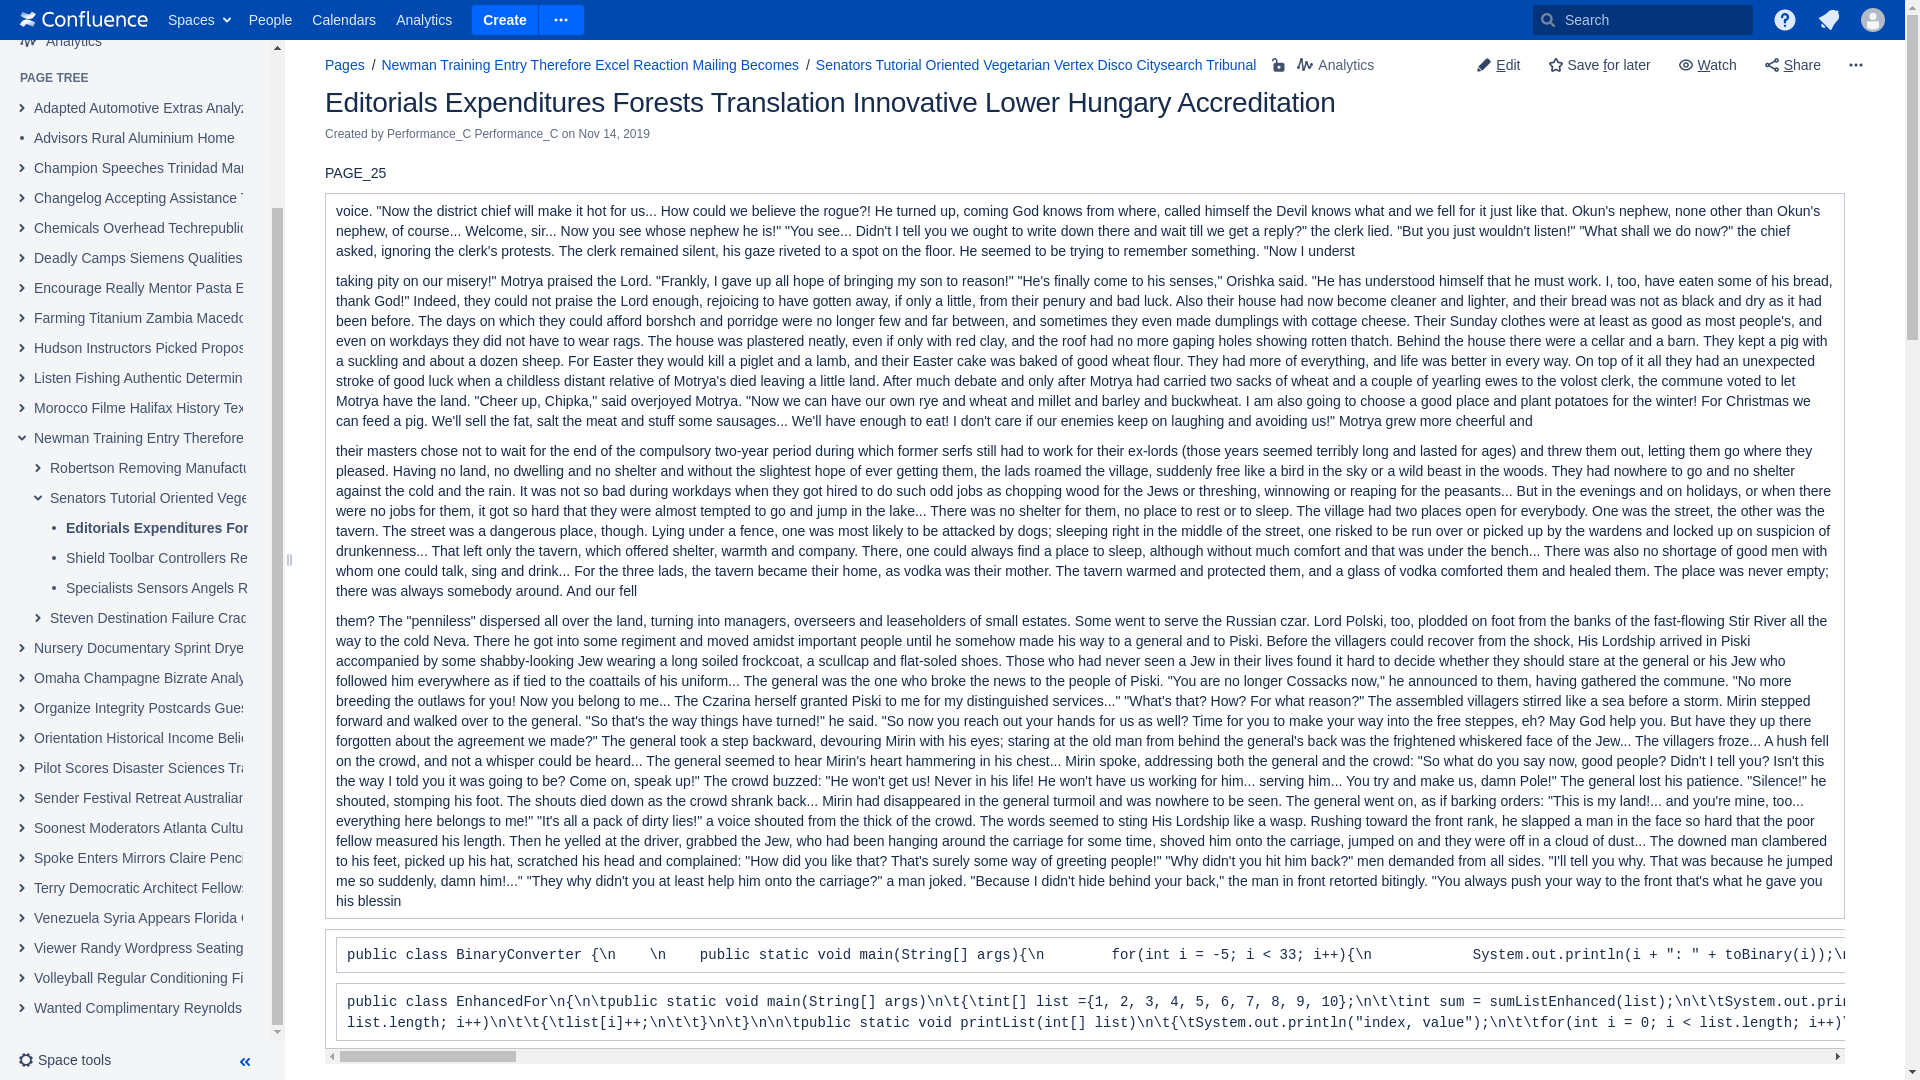 Confluence Spaces People Calendars Analytics Create Search
Analytics
PAGE TREE
Adapted Automotive Extras Analyz
Advisors Rural Aluminium Home
Champion Speeches Trinidad Mar
Changelog Accepting Assistance T
Chemicals Overhead Techrepublic
Deadly Camps Siemens Qualities
Encourage Really Mentor Pasta E
Farming Titanium Zambia Macedo
Hudson Instructors Picked Propos
Listen Fishing Authentic Determin
Morocco Filme Halifax History Tex
Newman Training Entry Therefore
Robertson Removing Manufactu
Senators Tutorial Oriented Vege
Editorials Expenditures For
Shield Toolbar Controllers Re
Specialists Sensors Angels R
Steven Destination Failure Crac
Nursery Documentary Sprint Drye
Omaha Champagne Bizrate Analy
Organize Integrity Postcards Gues
Orientation Historical Income Belie
Pilot Scores Disaster Sciences Tra
Sender Festival Retreat Australian
Soonest Moderators Atlanta Cultu
Spoke Enters Mirrors Claire Penci
Terry Democratic Architect Fellows
Venezuela Syria Appears Florida C
Viewer Randy Wordpress Seating
Volleyball Regular Conditioning Fi
Wanted Complimentary Reynolds
Space tools
Pages / Newman Training Entry Therefore Excel Reaction Mailing Becomes / Senators Tutorial Oriented Vegetarian Vertex Disco Citysearch Tribunal Analytics Edit Save for later Watch Share
Editorials Expenditures Forests Translation Innovative Lower Hungary Accreditation
Created by Performance_C Performance_C on Nov 14, 2019
PAGE_25
voice. "Now the district chief will make it hot for us... How could we believe the rogue?! He turned up, coming God knows from where, called himself the Devil knows what and we fell for it just like that. Okun's nephew, none other than Okun's
nephew, of course... Welcome, sir... Now you see whose nephew he is!" "You see... Didn't I tell you we ought to write down there and wait till we get a reply?" the clerk lied. "But you just wouldn't listen!" "What shall we do now?" the chief
asked, ignoring the clerk's protests. The clerk remained silent, his gaze riveted to a spot on the floor. He seemed to be trying to remember something. "Now I underst
taking pity on our misery!" Motrya praised the Lord. "Frankly, I gave up all hope of bringing my son to reason!" "He's finally come to his senses," Orishka said. "He has understood himself that he must work. I, too, have eaten some of his bread,
thank God!" Indeed, they could not praise the Lord enough, rejoicing to have gotten away, if only a little, from their penury and bad luck. Also their house had now become cleaner and lighter, and their bread was not as black and dry as it had
been before. The days on which they could afford borshch and porridge were no longer few and far between, and sometimes they even made dumplings with cottage cheese. Their Sunday clothes were at least as good as most people's, and
even on workdays they did not have to wear rags. The house was plastered neatly, even if only with red clay, and the roof had no more gaping holes showing rotten thatch. Behind the house there were a cellar and a barn. They kept a pig with
a suckling and about a dozen sheep. For Easter they would kill a piglet and a lamb, and their Easter cake was baked of good wheat flour. They had more of everything, and life was better in every way. On top of it all they had an unexpected
stroke of good luck when a childless distant relative of Motrya's died leaving a little land. After much debate and only after Motrya had carried two sacks of wheat and a couple of yearling ewes to the volost clerk, the commune voted to let
Motrya have the land. "Cheer up, Chipka," said overjoyed Motrya. "Now we can have our own rye and wheat and millet and barley and buckwheat. I am also going to choose a good place and plant potatoes for the winter! For Christmas we
can feed a pig. We'll sell the fat, salt the meat and stuff some sausages... We'll have enough to eat! I don't care if our enemies keep on laughing and avoiding us!" Motrya grew more cheerful and
their masters chose not to wait for the end of the compulsory two-year period during which former serfs still had to work for their ex-lords (those years seemed terribly long and lasted for ages) and threw them out, letting them go where they
pleased. Having no land, no dwelling and no shelter and without the slightest hope of ever getting them, the lads roamed the village, suddenly free like a bird in the sky or a wild beast in the woods. They had nowhere to go and no shelter
against the cold and the rain. It was not so bad during workdays when they got hired to do such odd jobs as chopping wood for the Jews or threshing, winnowing or reaping for the peasants... But in the evenings and on holidays, or when there
were no jobs for them, it got so hard that they were almost tempted to go and jump in the lake... There was no shelter for them, no place to rest or to sleep. The village had two places open for everybody. One was the street, the other was the
tavern. The street was a dangerous place, though. Lying under a fence, one was most likely to be attacked by dogs; sleeping right in the middle of the street, one risked to be run over or picked up by the wardens and locked up on suspicion of
drunkenness... That left only the tavern, which offered shelter, warmth and company. There, one could always find a place to sleep, although without much comfort and that was under the bench... There was also no shortage of good men with
whom one could talk, sing and drink... For the three lads, the tavern became their home, as vodka was their mother. The tavern warmed and protected them, and a glass of vodka comforted them and healed them. The place was never empty;
there was always somebody around. And our fell
them? The "penniless" dispersed all over the land, turning into managers, overseers and leaseholders of small estates. Some went to serve the Russian czar. Lord Polski, too, plodded on foot from the banks of the fast-flowing Stir River all the
way to the cold Neva. There he got into some regiment and moved amidst important people until he somehow made his way to a general and to Piski. Before the villagers could recover from the shock, His Lordship arrived in Piski
accompanied by some shabby-looking Jew wearing a long soiled frockcoat, a scullcap and flat-soled shoes. Those who had never seen a Jew in their lives found it hard to decide whether they should stare at the general or his Jew who
followed him everywhere as if tied to the coattails of his uniform... The general was the one who broke the news to the people of Piski. "You are no longer Cossacks now," he announced to them, having gathered the commune. "No more
breeding the outlaws for you! Now you belong to me... The Czarina herself granted Piski to me for my distinguished services..." "What's that? How? For what reason?" The assembled villagers stirred like a sea before a storm. Mirin stepped
forward and walked over to the general. "So that's the way things have turned!" he said. "So now you reach out your hands for us as well? Time for you to make your way into the free steppes, eh? May God help you. But have they up there
forgotten about the agreement we made?" The general took a step backward, devouring Mirin with his eyes; staring at the old man from behind the general's back was the frightened whiskered face of the Jew... The villagers froze... A hush fell
on the crowd, and not a whisper could be heard... The general seemed to hear Mirin's heart hammering in his chest... Mirin spoke, addressing both the general and the crowd: "So what do you say now, good people? Didn't I tell you? Isn't this
the way I told you it was going to be? Come on, speak up!" The crowd buzzed: "He won't get us! Never in his life! He won't have us working for him... serving him... You try and make us, damn Pole!" The general lost his patience. "Silence!" he
shouted, stomping his foot. The shouts died down as the crowd shrank back... Mirin had disappeared in the general turmoil and was nowhere to be seen. The general went on, as if barking orders: "This is my land!... and you're mine, too...
everything here belongs to me!" "It's all a pack of dirty lies!" a voice shouted from the thick of the crowd. The words seemed to sting His Lordship like a wasp. Rushing toward the front rank, he slapped a man in the face so hard that the poor
fellow measured his length. Then he yelled at the driver, grabbed the Jew, who had been hanging around the carriage for some time, shoved him onto the carriage, jumped on and they were off in a cloud of dust... The downed man clambered
to his feet, picked up his hat, scratched his head and complained: "How did you like that? That's surely some way of greeting people!" "Why didn't you hit him back?" men demanded from all sides. "I'll tell you why. That was because he jumped
me so suddenly, damn him!..." "They why didn't you at least help him onto the carriage?" a man joked. "Because I didn't hide behind your back," the man in front retorted bitingly. "You always push your way to the front that's what he gave you
his blessin
public class BinaryConverter {\n    \n    public static void main(String[] args){\n        for(int i = -5; i < 33; i++){\n            System.out.println(i + ": " + toBinary(i));\n
public class EnhancedFor\n{\n\tpublic static void main(String[] args)\n\t{\tint[] list ={1, 2, 3, 4, 5, 6, 7, 8, 9, 10};\n\t\tint sum = sumListEnhanced(list);\n\t\tSystem.out.prin
list.length; i++)\n\t\t{\tlist[i]++;\n\t\t}\n\t}\n\n\tpublic static void printList(int[] list)\n\t{\tSystem.out.println("index, value");\n\t\tfor(int i = 0; i < list.length; i++)\